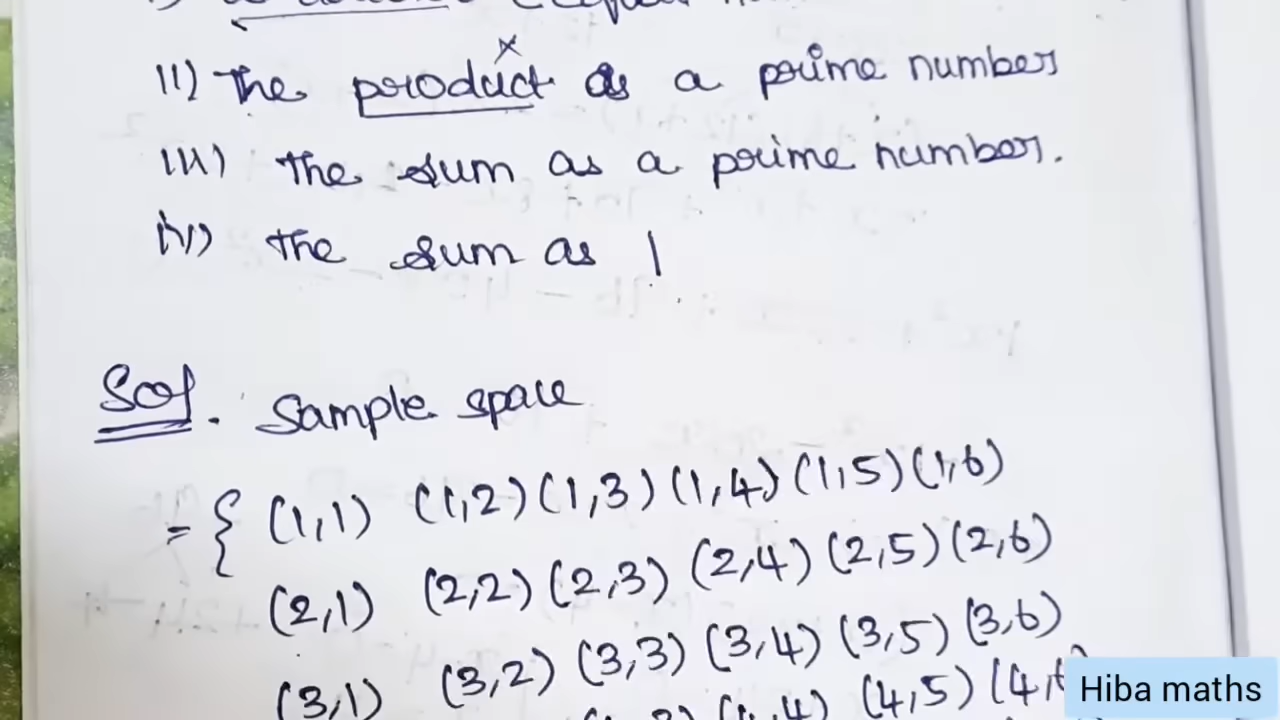 ii) The product as a prime number
x
iii) the sum as a prime number.
iv) the sum as 1
Sol. Sample space
= { (1,1) (1,2) (1,3) (1,4) (1,5) (1,6)
(2,1) (2,2) (2,3) (2,4) (2,5) (2,6)
(3,1) (3,2) (3,3) (3,4) (3,5) (3,6)
(4,5)
Hiba maths